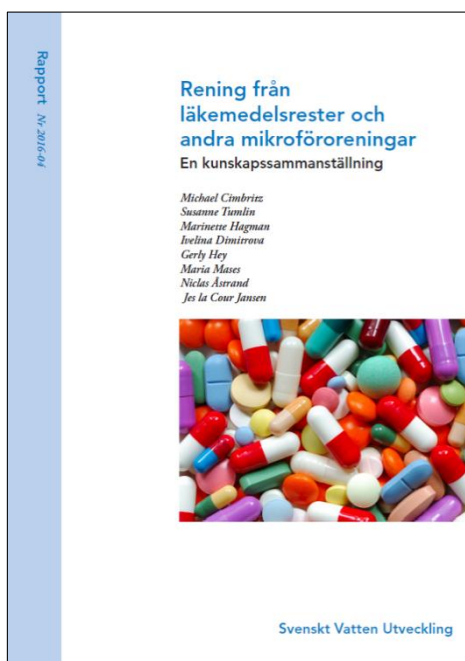 Rapport Nr 2016-04
Rening från
läkemedelsrester och
andra mikroföroreningar
En kunskapssammanställning
Michael Cimbritz
Susanne Tumlin
Marinette Hagman
Ivelina Dimitrova
Gerly Hey
Maria Mases
Niclas Åstrand
Jes la Cour Jansen
Svenskt Vatten Utveckling